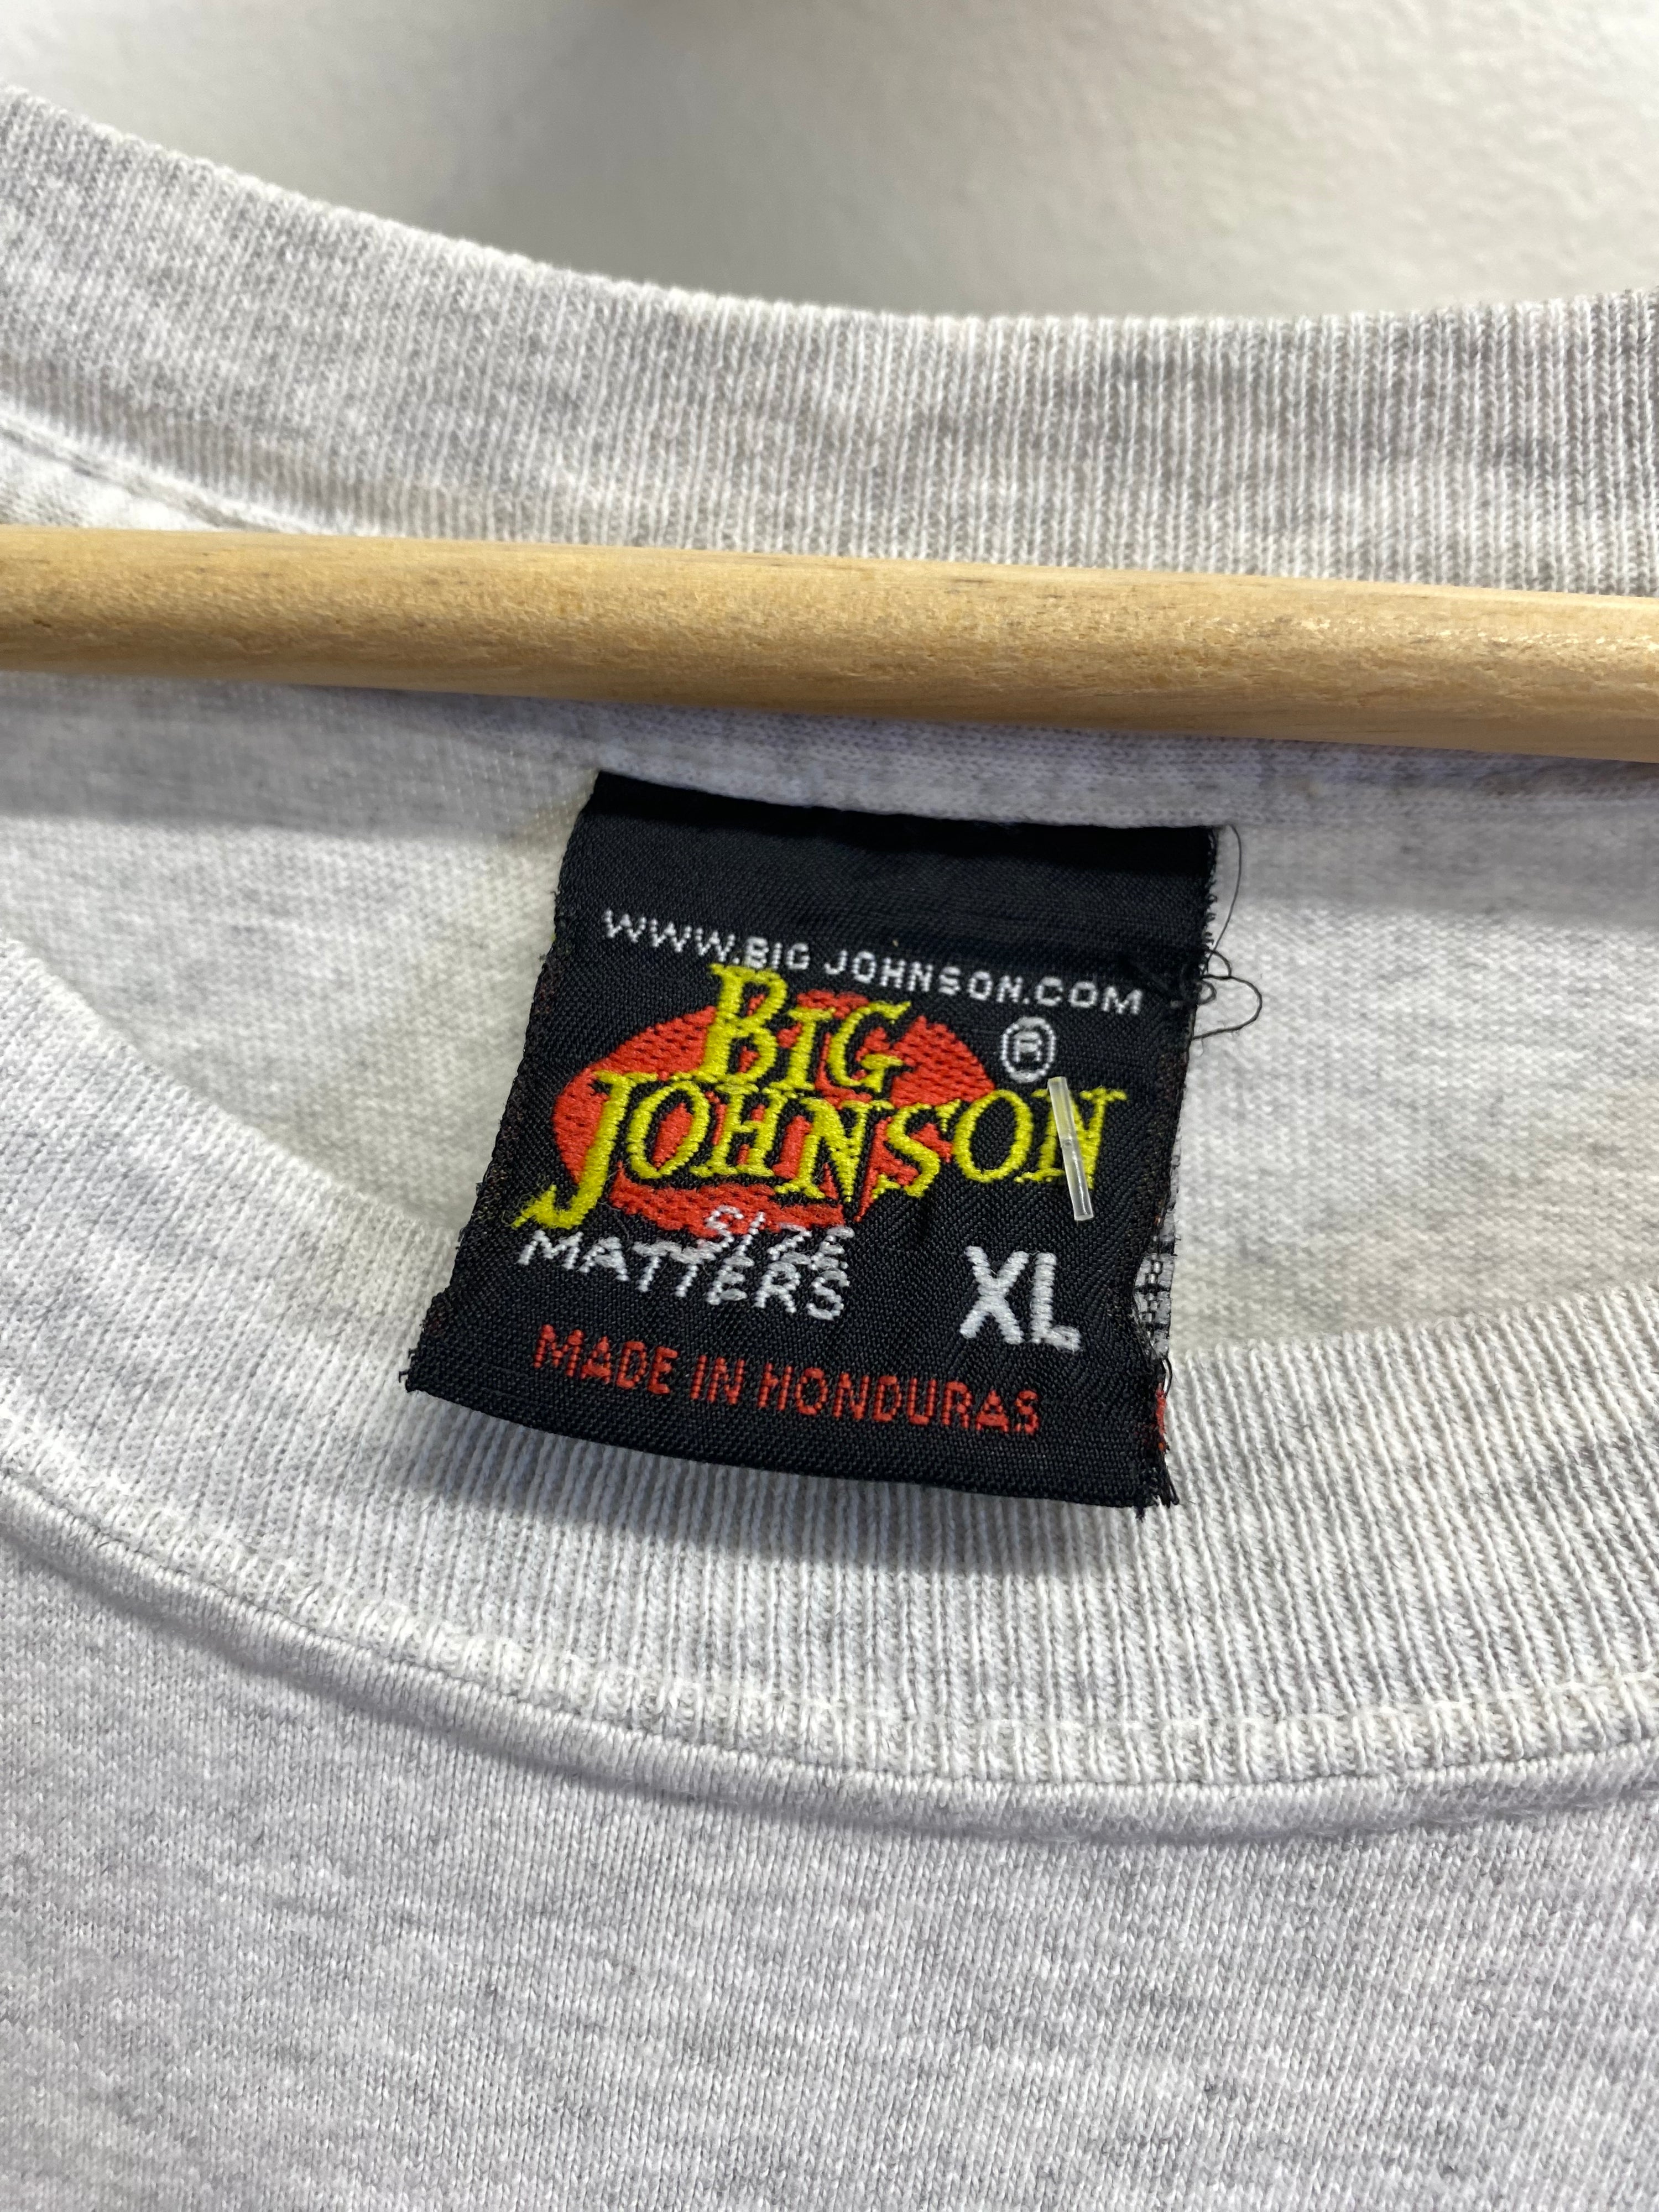 WWW.BIG JOHNSON.COM
BIG
JOHNSON®
SIZE
MATTERS
XL
MADE IN HONDURAS